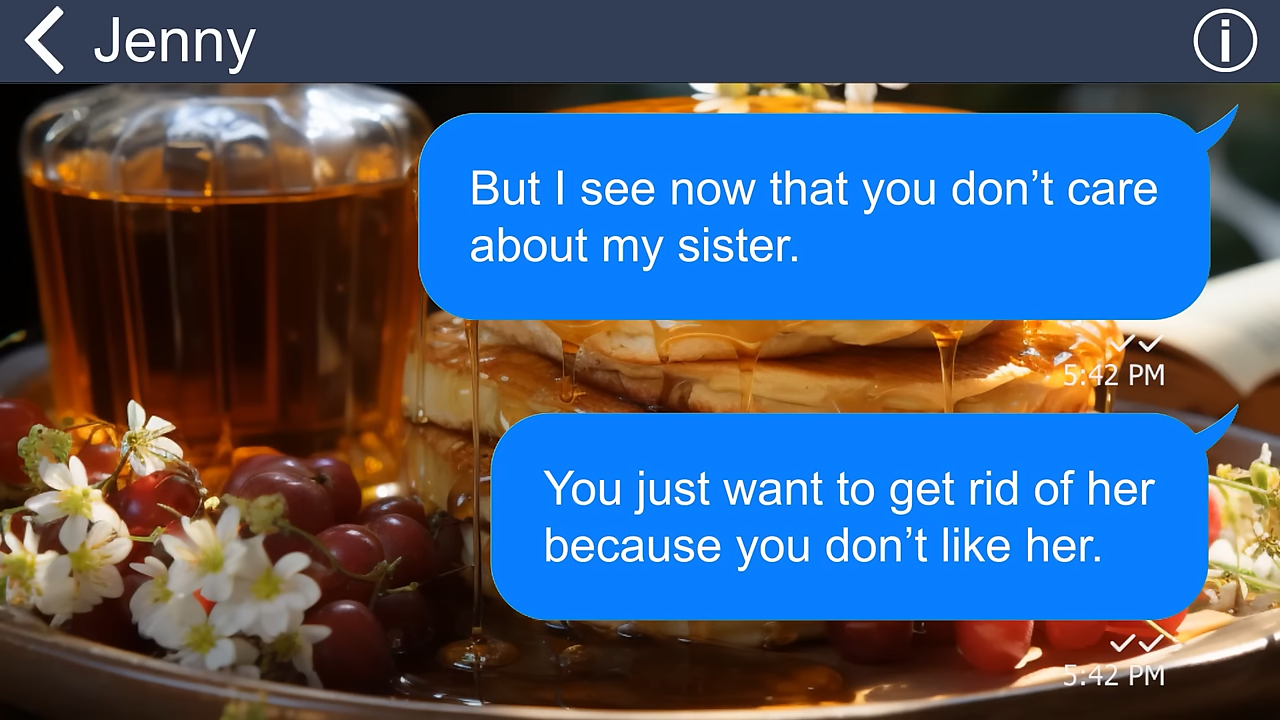 Jenny
But I see now that you don’t care
about my sister.
5:42 PM
You just want to get rid of her
because you don’t like her.
5:42 PM